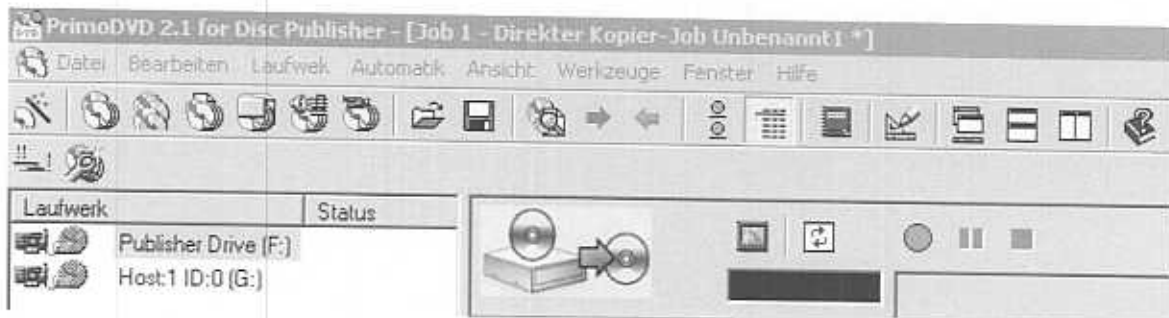 PrimoDVD 2.1 for Disc Publisher - [Job 1 - Direkter Kopier-Job Unbenannt1 *]
Datei Bearbeiten Laufwek Automatik Ansicht Werkzeuge Fenster Hilfe
Laufwerk Status
Publisher Drive (F:)
Host:1 ID:0 (G:)